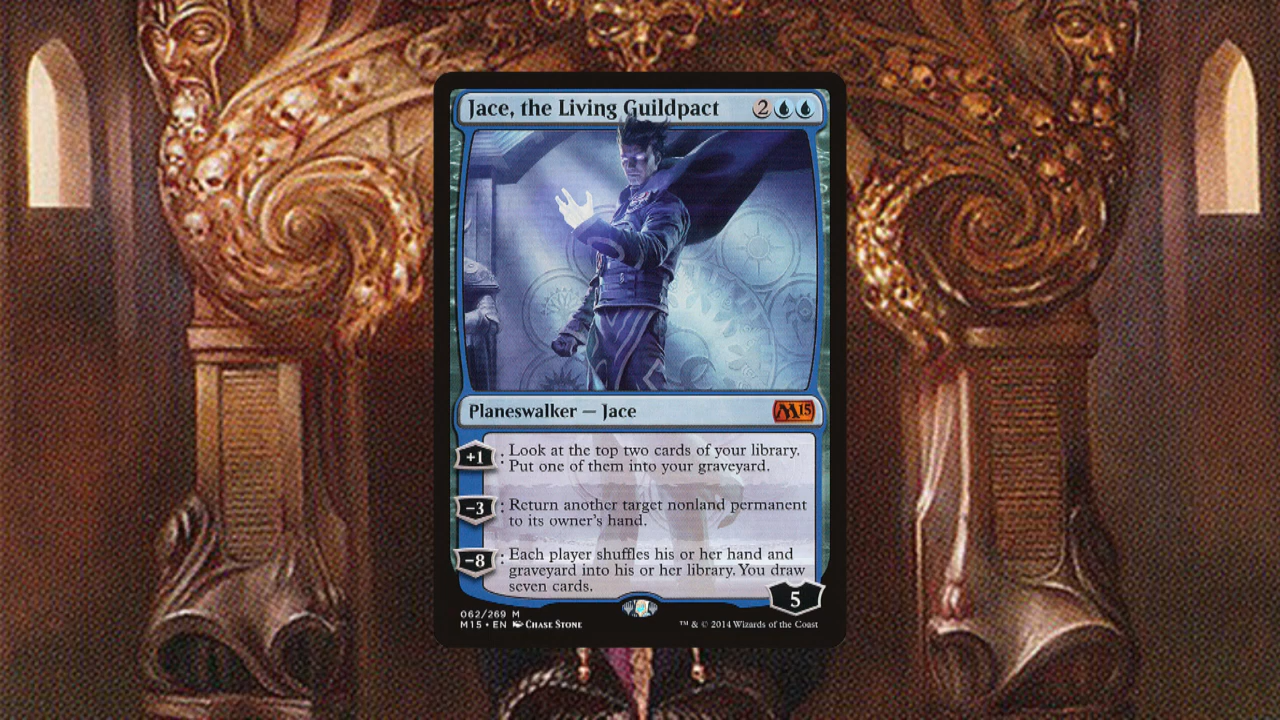 Jace, the Living Guildpact 2
Planeswalker — Jace M15
+1: Look at the top two cards of your library.
Put one of them into your graveyard.
−3: Return another target nonland permanent
to its owner's hand.
−8: Each player shuffles his or her hand and
graveyard into his or her library. You draw
seven cards.
5
062/269 M
M15 • EN Chase Stone
™ & © 2014 Wizards of the Coast